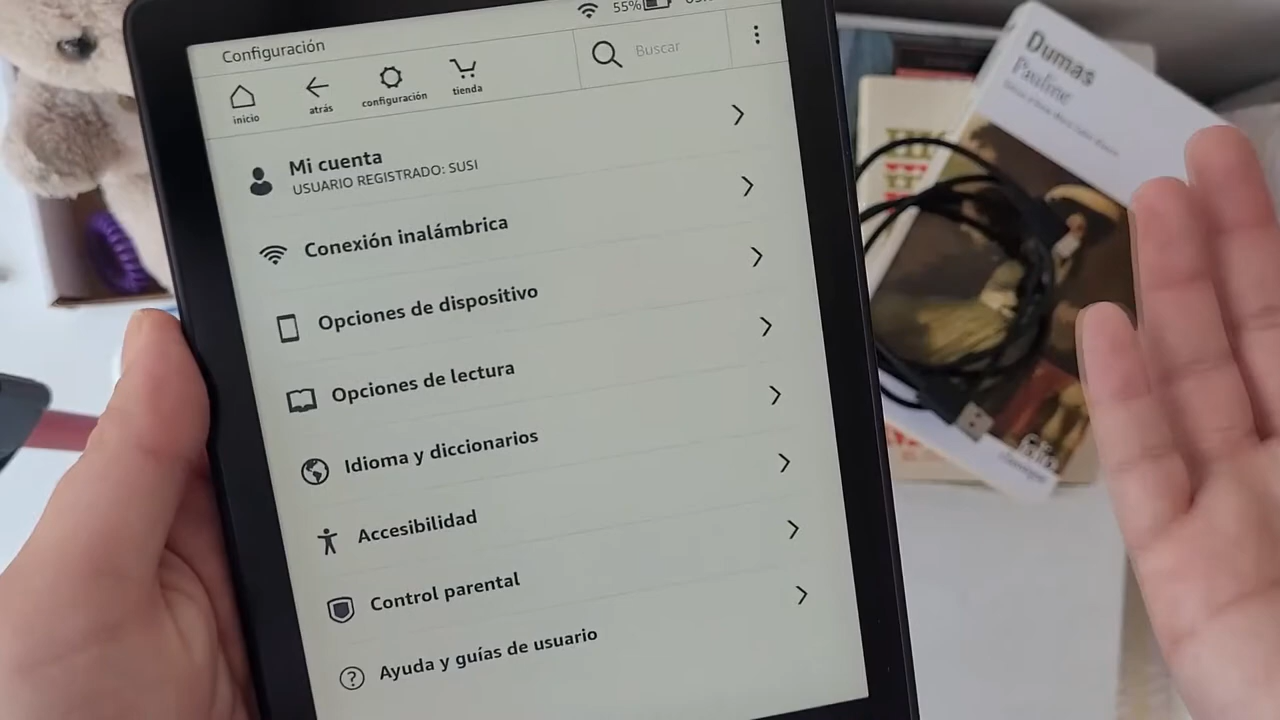 55%
Configuración
inicio
atrás
configuración
tienda
Buscar
Mi cuenta
USUARIO REGISTRADO: SUSI
Conexión inalámbrica
Opciones de dispositivo
Opciones de lectura
Idioma y diccionarios
Accesibilidad
Control parental
Ayuda y guías de usuario
Dumas
Pauline
folio